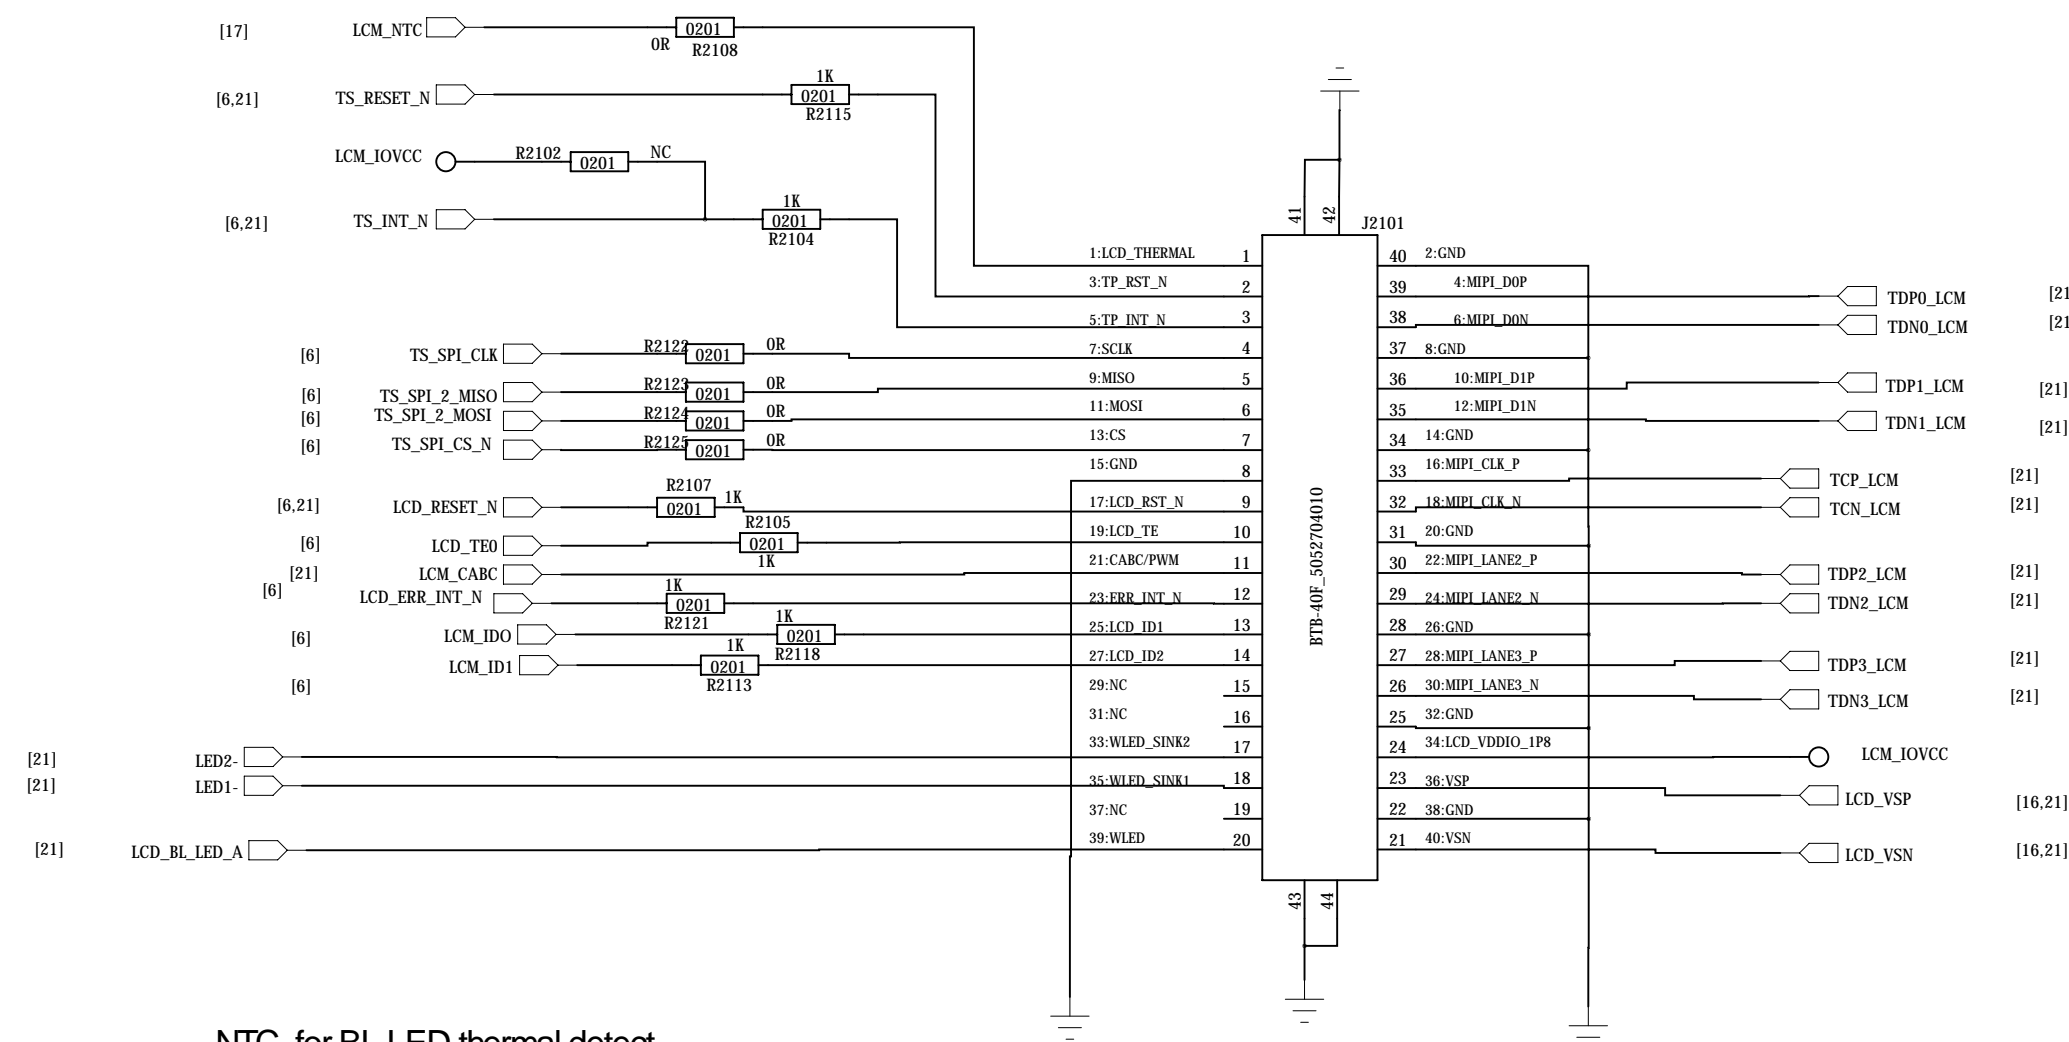 [17] LCM_NTC 0R 0201 R2108
[6,21] TS_RESET_N 1K 0201 R2115
LCM_IOVCC R2102 0201 NC
[6,21] TS_INT_N 1K 0201 R2104
41 42 J2101
1:LCD_THERMAL 1 40 2:GND
3:TP_RST_N 2 39 4:MIPI_D0P TDP0_LCM [21
5:TP_INT_N 3 38 6:MIPI_D0N TDN0_LCM [21
[6] TS_SPI_CLK R2122 0201 0R 7:SCLK 4 37 8:GND
[6] TS_SPI_2_MISO R2123 0201 0R 9:MISO 5 36 10:MIPI_D1P TDP1_LCM [21]
[6] TS_SPI_2_MOSI R2124 0201 0R 11:MOSI 6 35 12:MIPI_D1N TDN1_LCM [21]
[6] TS_SPI_CS_N R2125 0201 0R 13:CS 7 34 14:GND
15:GND 8 33 16:MIPI_CLK_P TCP_LCM [21]
[6,21] LCD_RESET_N R2107 0201 1K 17:LCD_RST_N 9 32 18:MIPI_CLK_N TCN_LCM [21]
[6] LCD_TE0 R2105 0201 1K 19:LCD_TE 10 31 20:GND
[21] LCM_CABC 21:CABC/PWM 11 30 22:MIPI_LANE2_P TDP2_LCM [21]
[6] LCD_ERR_INT_N 1K 0201 R2121 23:ERR_INT_N 12 29 24:MIPI_LANE2_N TDN2_LCM [21]
[6] LCM_IDO 1K 0201 R2118 25:LCD_ID1 13 28 26:GND
[6] LCM_ID1 1K 0201 R2113 27:LCD_ID2 14 27 28:MIPI_LANE3_P TDP3_LCM [21]
29:NC 15 26 30:MIPI_LANE3_N TDN3_LCM [21]
31:NC 16 25 32:GND
[21] LED2- 33:WLED_SINK2 17 24 34:LCD_VDDIO_1P8 LCM_IOVCC
[21] LED1- 35:WLED_SINK1 18 23 36:VSP LCD_VSP [16,21]
37:NC 19 22 38:GND
[21] LCD_BL_LED_A 39:WLED 20 21 40:VSN LCD_VSN [16,21]
BTB-40F_5052704010
43 44
NTC for BL LED thermal detect